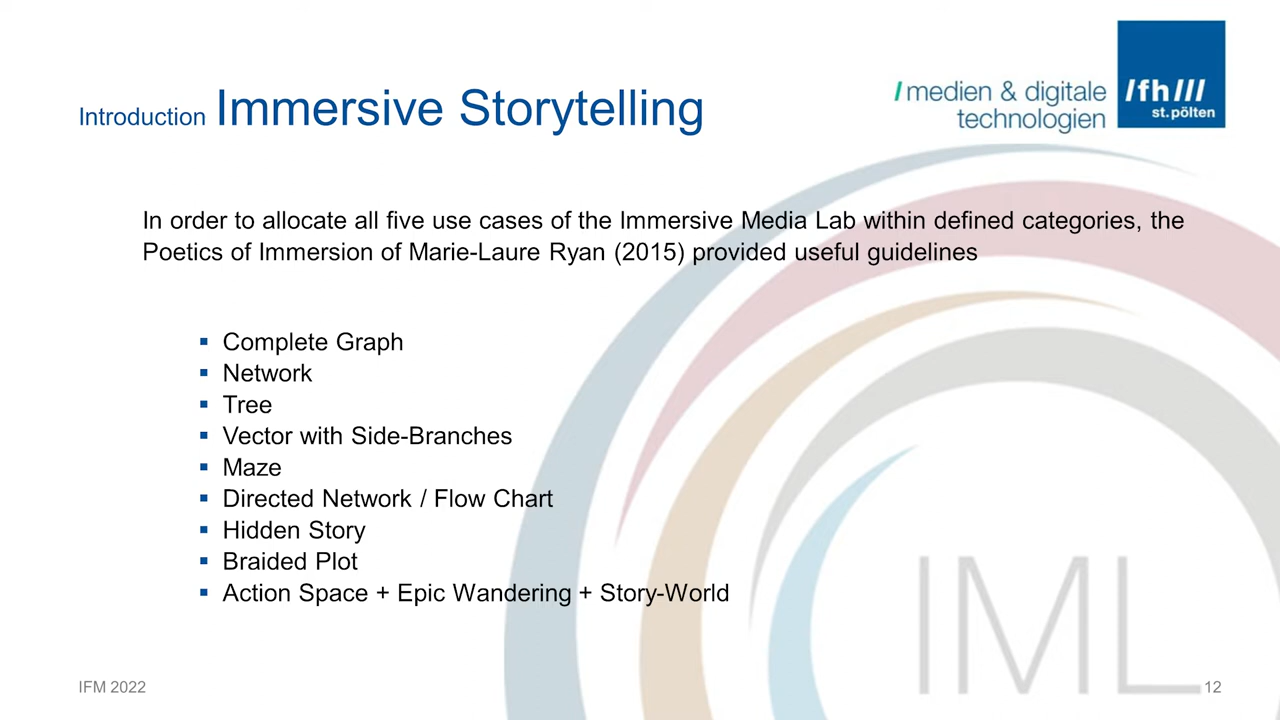 Introduction Immersive Storytelling
/ medien & digitale
technologien
/fh///
st.pölten
In order to allocate all five use cases of the Immersive Media Lab within defined categories, the
Poetics of Immersion of Marie-Laure Ryan (2015) provided useful guidelines
▪ Complete Graph
▪ Network
▪ Tree
▪ Vector with Side-Branches
▪ Maze
▪ Directed Network / Flow Chart
▪ Hidden Story
▪ Braided Plot
▪ Action Space + Epic Wandering + Story-World
IML
IFM 2022
12